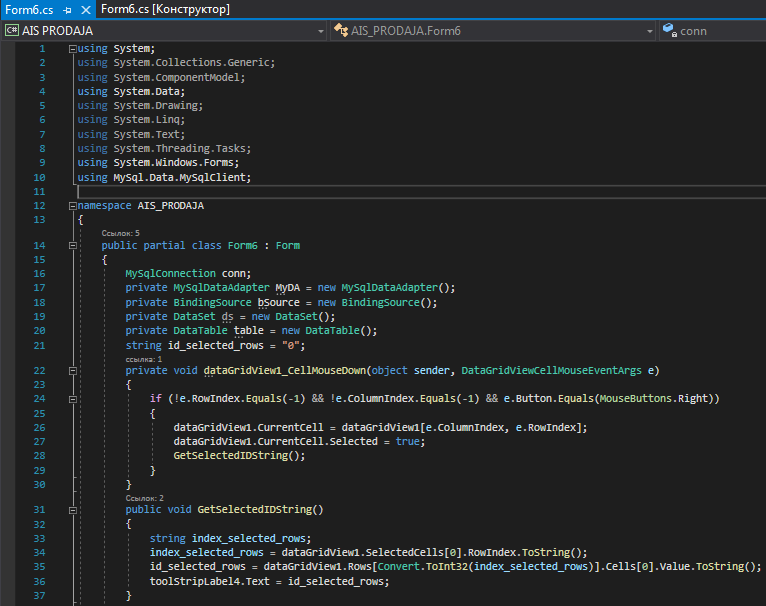 Form6.cs Form6.cs [Конструктор]
C# AIS PRODAJA AIS_PRODAJA.Form6 conn
1 using System;
2 using System.Collections.Generic;
3 using System.ComponentModel;
4 using System.Data;
5 using System.Drawing;
6 using System.Linq;
7 using System.Text;
8 using System.Threading.Tasks;
9 using System.Windows.Forms;
10 using MySql.Data.MySqlClient;
11
12 namespace AIS_PRODAJA
13 {
Ссылок: 5
14 public partial class Form6 : Form
15 {
16 MySqlConnection conn;
17 private MySqlDataAdapter MyDA = new MySqlDataAdapter();
18 private BindingSource bSource = new BindingSource();
19 private DataSet ds = new DataSet();
20 private DataTable table = new DataTable();
21 string id_selected_rows = "0";
ссылка: 1
22 private void dataGridView1_CellMouseDown(object sender, DataGridViewCellMouseEventArgs e)
23 {
24 if (!e.RowIndex.Equals(-1) && !e.ColumnIndex.Equals(-1) && e.Button.Equals(MouseButtons.Right))
25 {
26 dataGridView1.CurrentCell = dataGridView1[e.ColumnIndex, e.RowIndex];
27 dataGridView1.CurrentCell.Selected = true;
28 GetSelectedIDString();
29 }
30 }
Ссылок: 2
31 public void GetSelectedIDString()
32 {
33 string index_selected_rows;
34 index_selected_rows = dataGridView1.SelectedCells[0].RowIndex.ToString();
35 id_selected_rows = dataGridView1.Rows[Convert.ToInt32(index_selected_rows)].Cells[0].Value.ToString();
36 toolStripLabel4.Text = id_selected_rows;
37 }